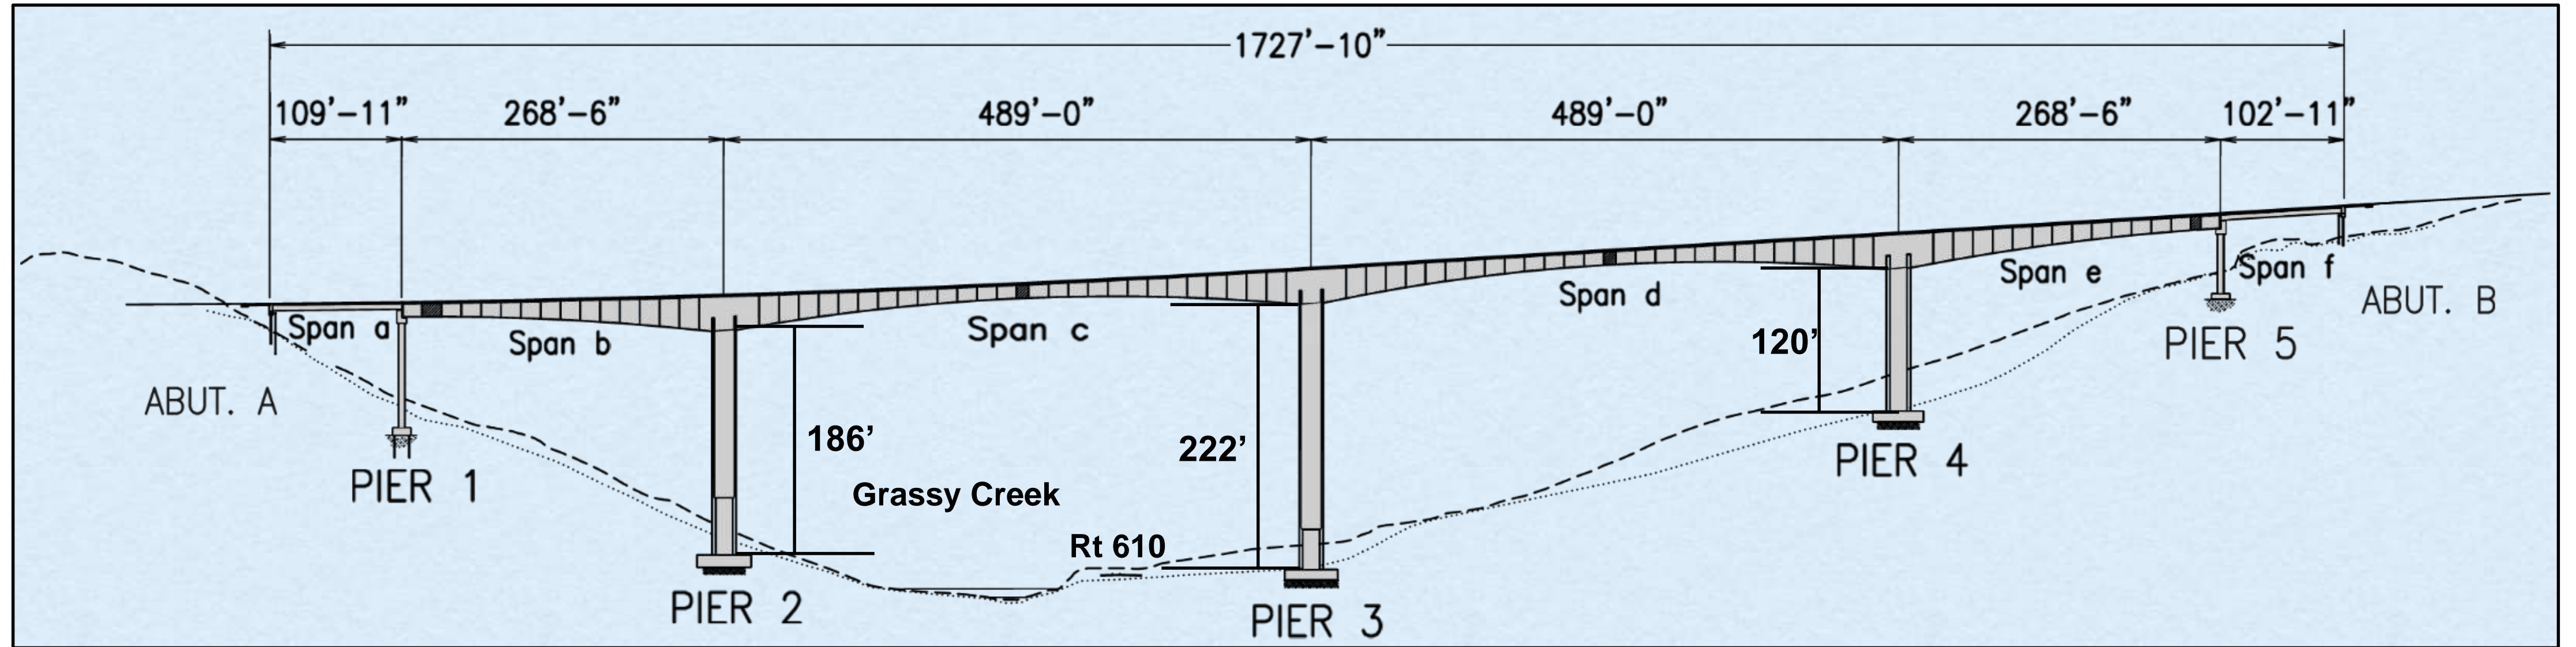 1727'-10"
109'-11" 268'-6" 489'-0" 489'-0" 268'-6" 102'-11"
Span a Span b Span c Span d Span e Span f
ABUT. A ABUT. B
120'
186' 222'
Grassy Creek
Rt 610
PIER 1 PIER 2 PIER 3 PIER 4 PIER 5